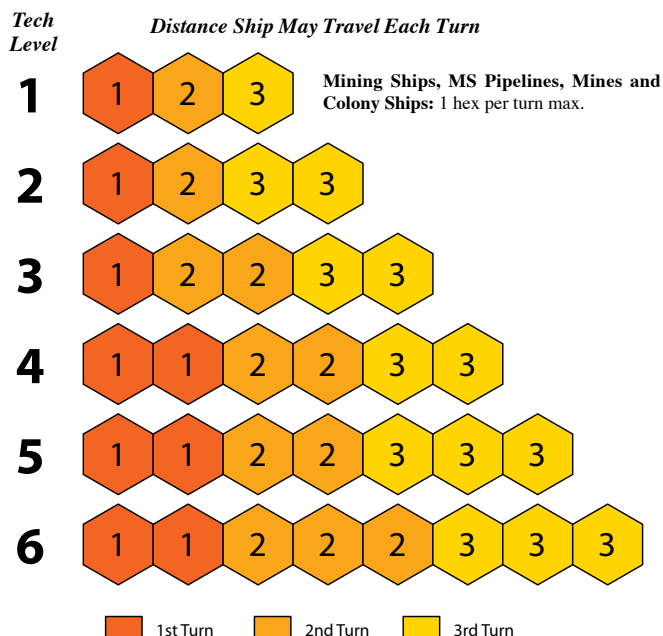 Tech
Level
Distance Ship May Travel Each Turn
1
1 2 3
Mining Ships, MS Pipelines, Mines and
Colony Ships: 1 hex per turn max.
2
1 2 3 3
3
1 2 2 3 3
4
1 1 2 2 3 3
5
1 1 2 2 3 3 3
6
1 1 2 2 2 3 3 3
1st Turn 2nd Turn 3rd Turn